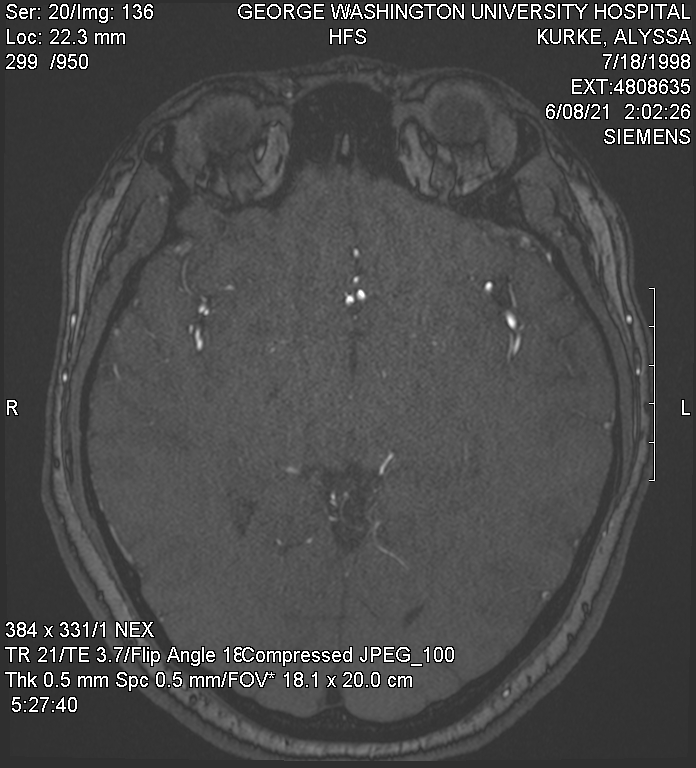 Ser: 20/Img: 136
Loc: 22.3 mm
299 /950
HFS
GEORGE WASHINGTON UNIVERSITY HOSPITAL
KURKE, ALYSSA
7/18/1998
EXT:4808635
6/08/21 2:02:26
SIEMENS
R
L
384 x 331/1 NEX
TR 21/TE 3.7/Flip Angle 18Compressed JPEG_100
Thk 0.5 mm Spc 0.5 mm/FOV* 18.1 x 20.0 cm
5:27:40